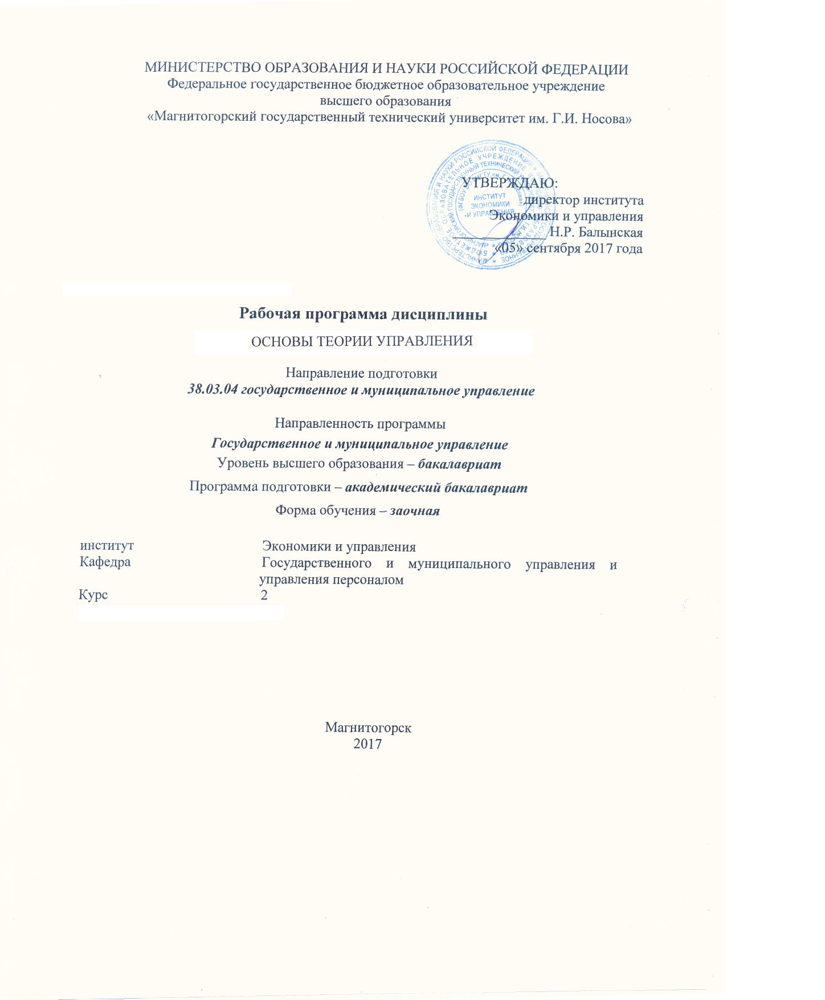 МИНИСТЕРСТВО ОБРАЗОВАНИЯ И НАУКИ РОССИЙСКОЙ ФЕДЕРАЦИИ
Федеральное государственное бюджетное образовательное учреждение
высшего образования
«Магнитогорский государственный технический университет им. Г.И. Носова»
УТВЕРЖДАЮ:
директор института
Экономики и управления
Н.Р. Балынская
«05» сентября 2017 года
ИНСТИТУТ
ЭКОНОМИКИ
И УПРАВЛЕНИЯ
Рабочая программа дисциплины
ОСНОВЫ ТЕОРИИ УПРАВЛЕНИЯ
Направление подготовки
38.03.04 государственное и муниципальное управление
Направленность программы
Государственное и муниципальное управление
Уровень высшего образования – бакалавриат
Программа подготовки – академический бакалавриат
Форма обучения – заочная
институт Экономики и управления
Кафедра Государственного и муниципального управления и
управления персоналом
Курс 2
Магнитогорск
2017